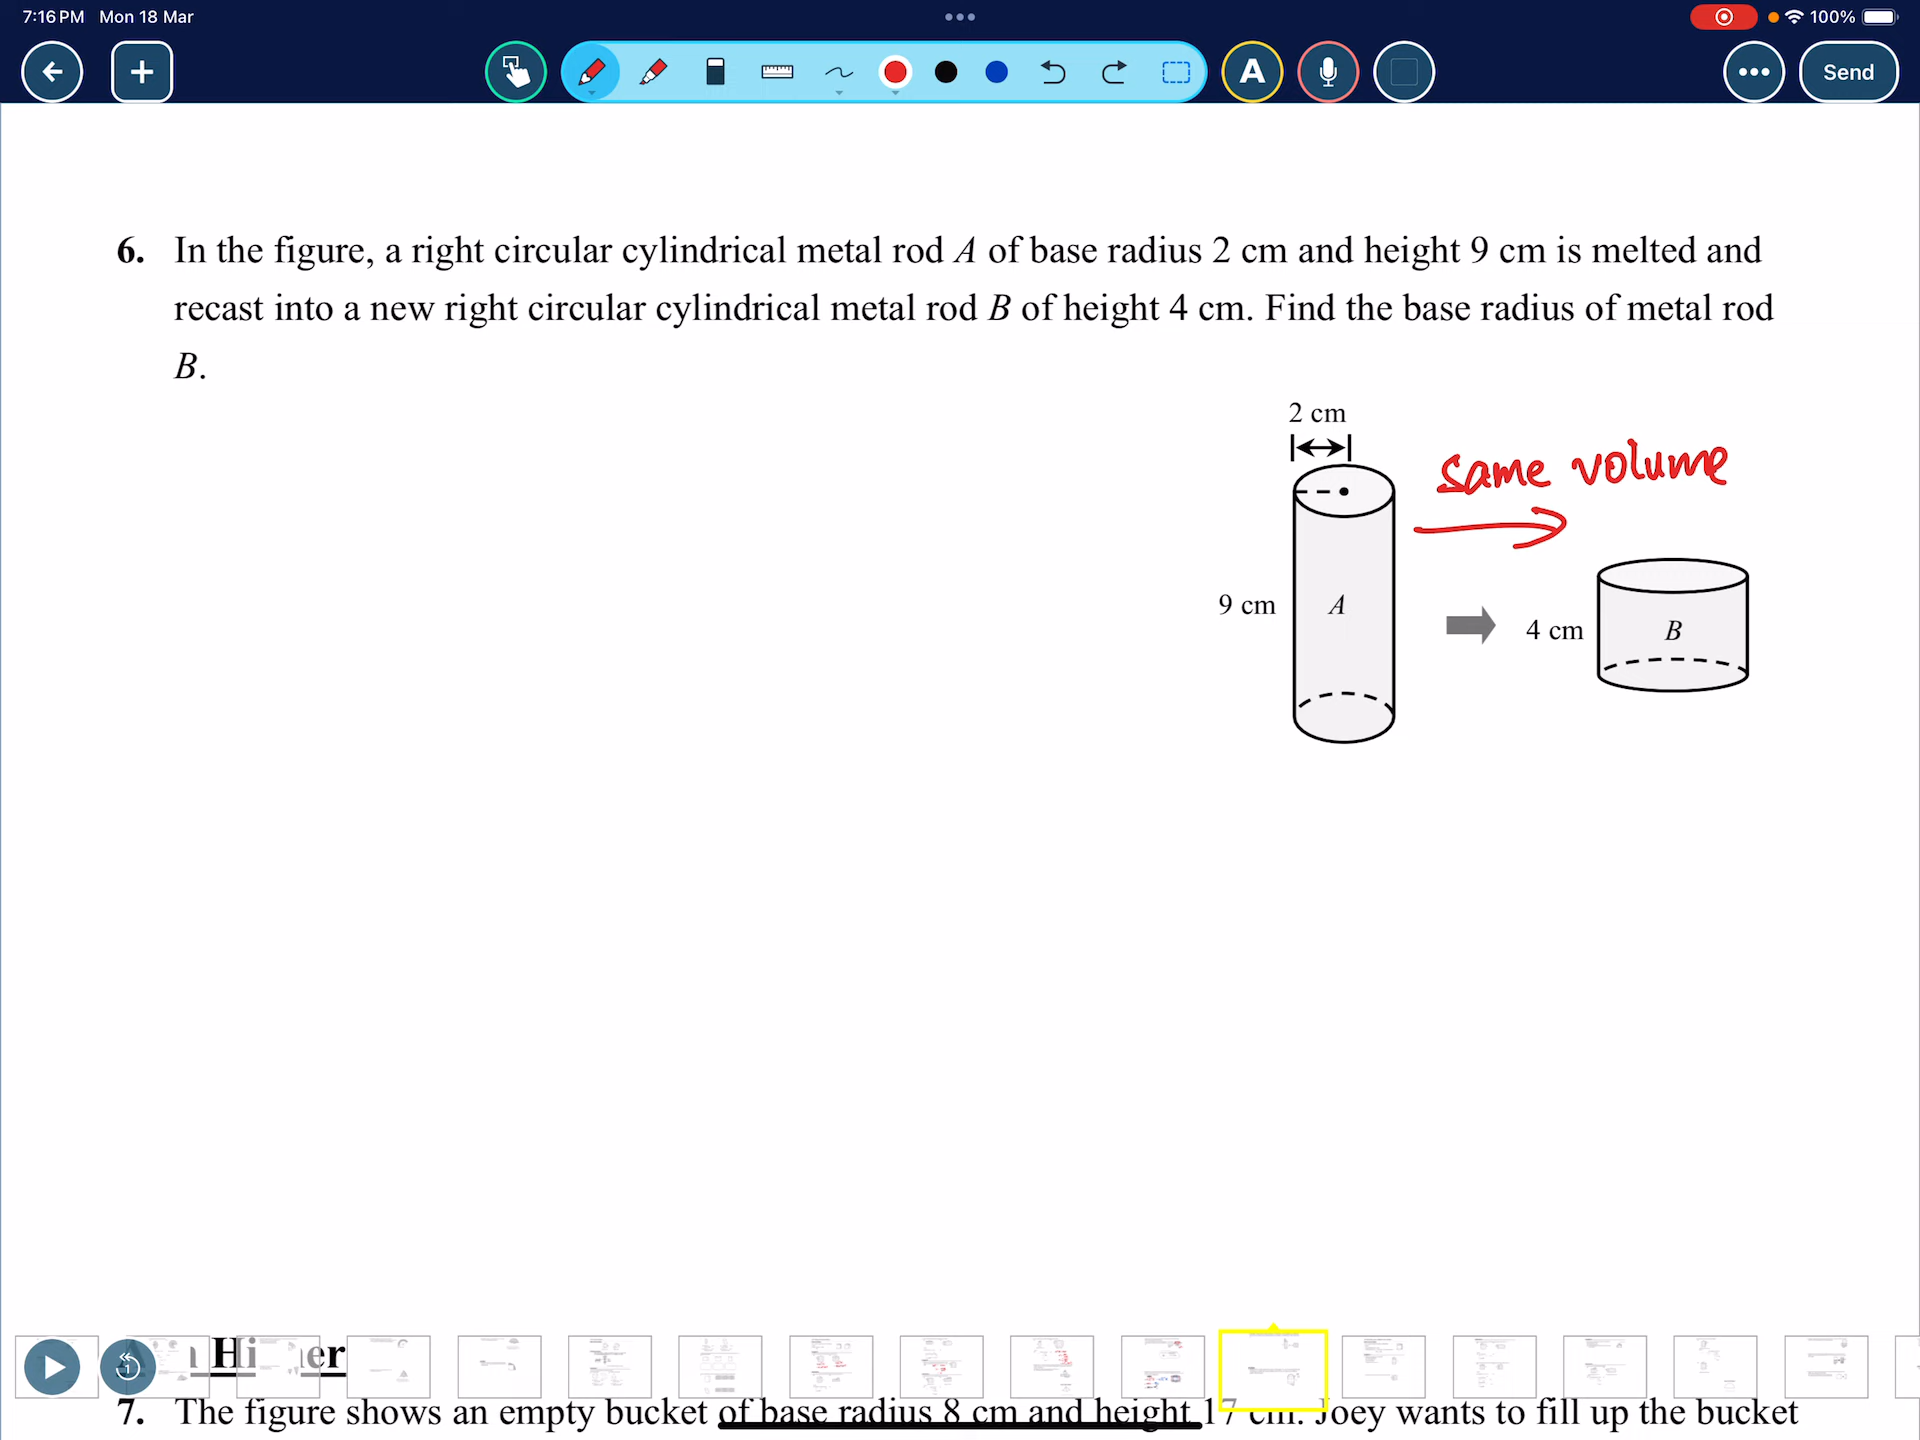 7:16 PM Mon 18 Mar
100%
A
Send
6. In the figure, a right circular cylindrical metal rod A of base radius 2 cm and height 9 cm is melted and
recast into a new right circular cylindrical metal rod B of height 4 cm. Find the base radius of metal rod
B.
2 cm
same volume
9 cm
A
4 cm
B
1
7. The figure shows an empty bucket of base radius 8 cm and height 17 cm. Joey wants to fill up the bucket